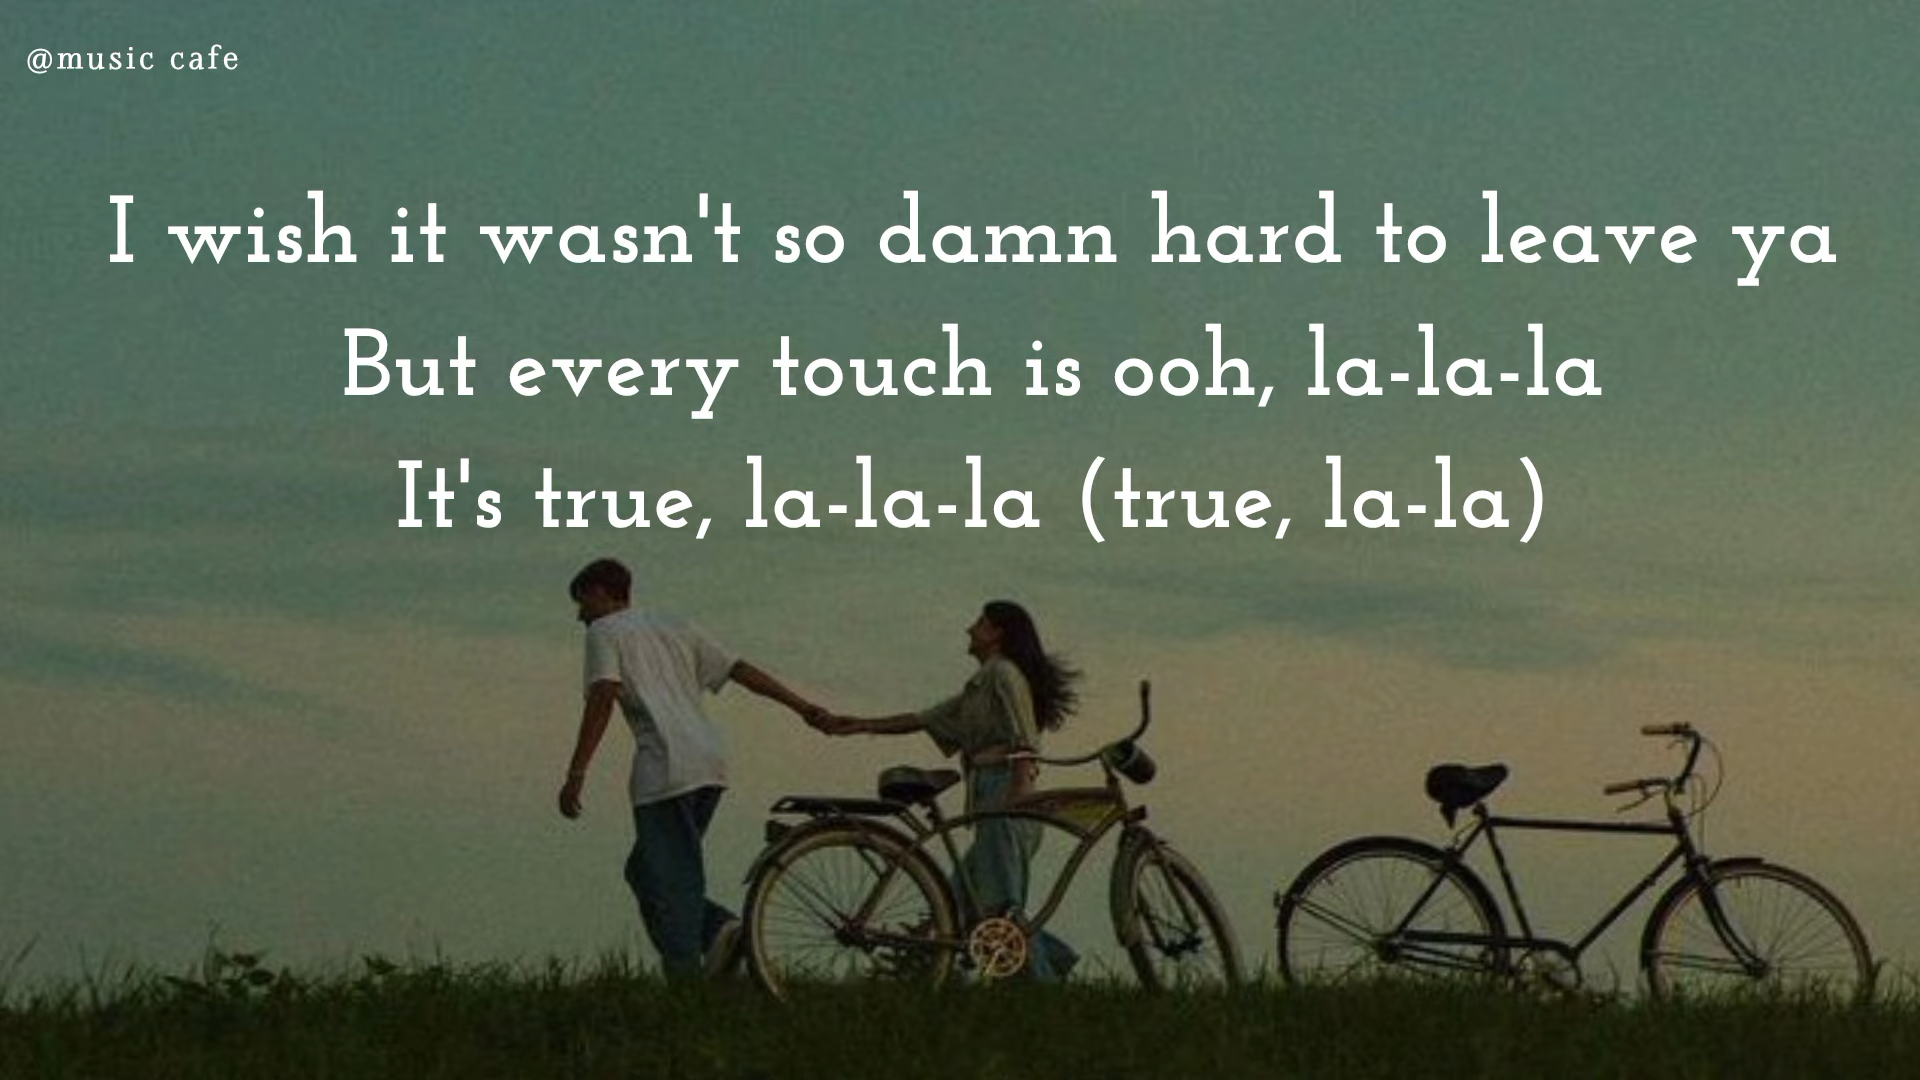 @music cafe
I wish it wasn't so damn hard to leave ya
But every touch is ooh, la-la-la
It's true, la-la-la (true, la-la)